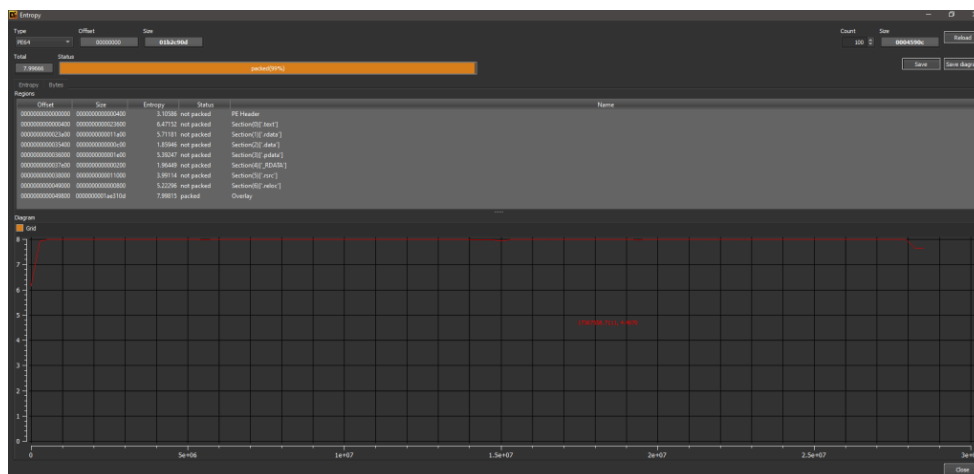 Entropy
Type Offset Size Count Size
PE64 00000000 01b2c90d 100 0004590c Reload
Total Status
7.99666 packed(99%) Save Save diagra
Entropy Bytes
Regions
Offset Size Entropy Status Name
0000000000000000 0000000000000400 3.10586 not packed PE Header
0000000000000400 0000000000023600 6.47132 not packed Section(0)['.text']
0000000000023a00 0000000000011a00 5.71181 not packed Section(1)['.rdata']
0000000000035400 0000000000000c00 1.85946 not packed Section(2)['.data']
0000000000036000 0000000000001e00 5.39247 not packed Section(3)['.pdata']
0000000000037e00 0000000000000200 1.96449 not packed Section(4)['_RDATA']
0000000000038000 0000000000011000 3.99114 not packed Section(5)['.rsrc']
0000000000049000 0000000000000800 5.22296 not packed Section(6)['.reloc']
0000000000049800 0000000001ae310d 7.99815 packed Overlay
Diagram
Grid
8
7
6
5
4
3
2
1
0
0 5e+06 1e+07 1.5e+07 2e+07 2.5e+07 3e+
Close